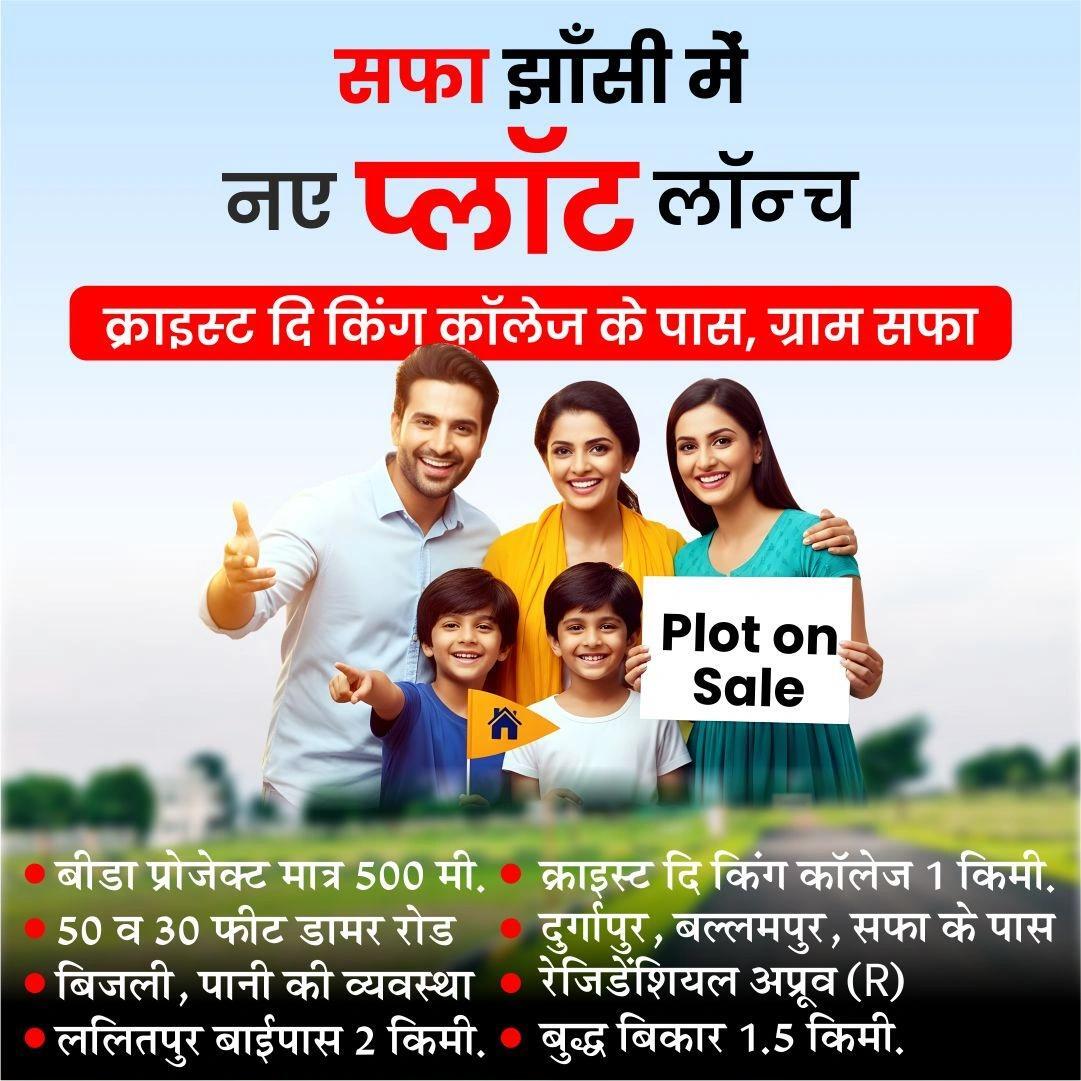 सफा झाँसी में
नए प्लॉट लॉन्च
क्राइस्ट दि किंग कॉलेज के पास, ग्राम सफा
Plot on
Sale
• बीडा प्रोजेक्ट मात्र 500 मी.
• 50 व 30 फीट डामर रोड
• बिजली, पानी की व्यवस्था
• ललितपुर बाईपास 2 किमी.
• क्राइस्ट दि किंग कॉलेज 1 किमी.
• दुर्गापुर, बल्लमपुर, सफा के पास
• रेजिडेंशियल अप्रूव (R)
• बुद्ध बिकार 1.5 किमी.